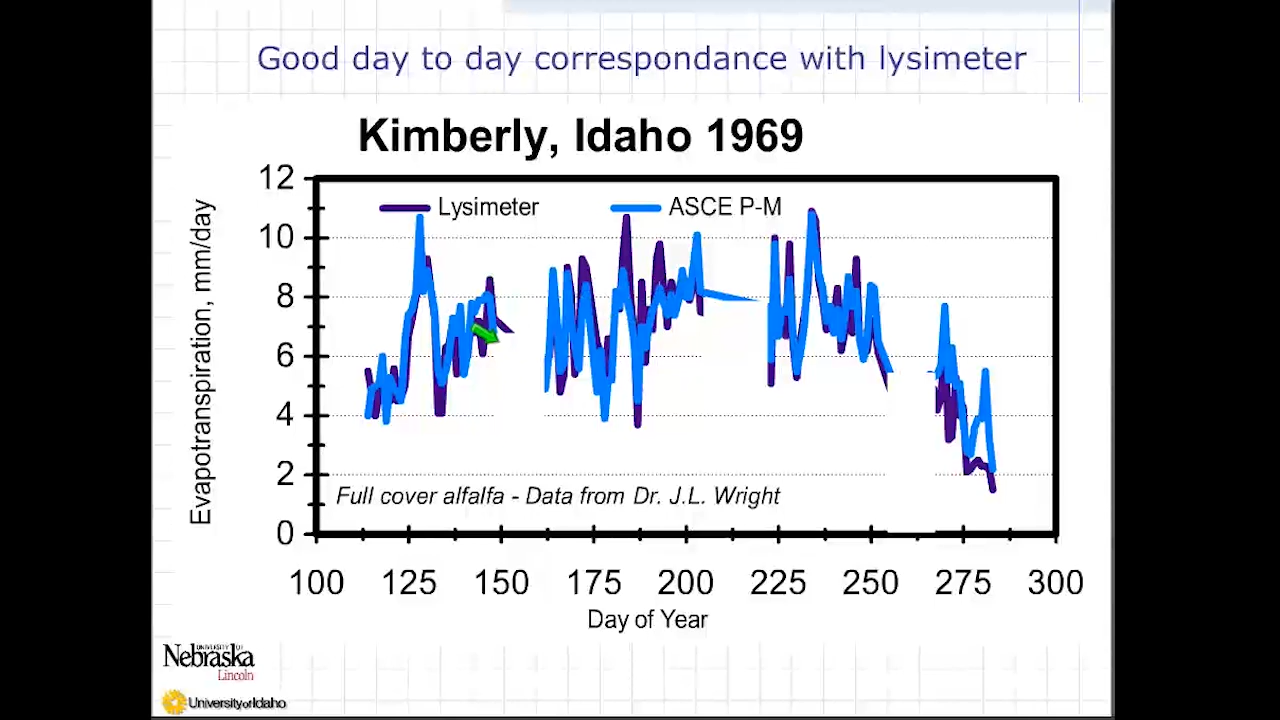 Good day to day correspondance with lysimeter
Kimberly, Idaho 1969
Evapotranspiration, mm/day
12
10
8
6
4
2
0
Lysimeter
ASCE P-M
Full cover alfalfa - Data from Dr. J.L. Wright
100 125 150 175 200 225 250 275 300
Day of Year
UNIVERSITY OF
Nebraska
Lincoln
University of Idaho